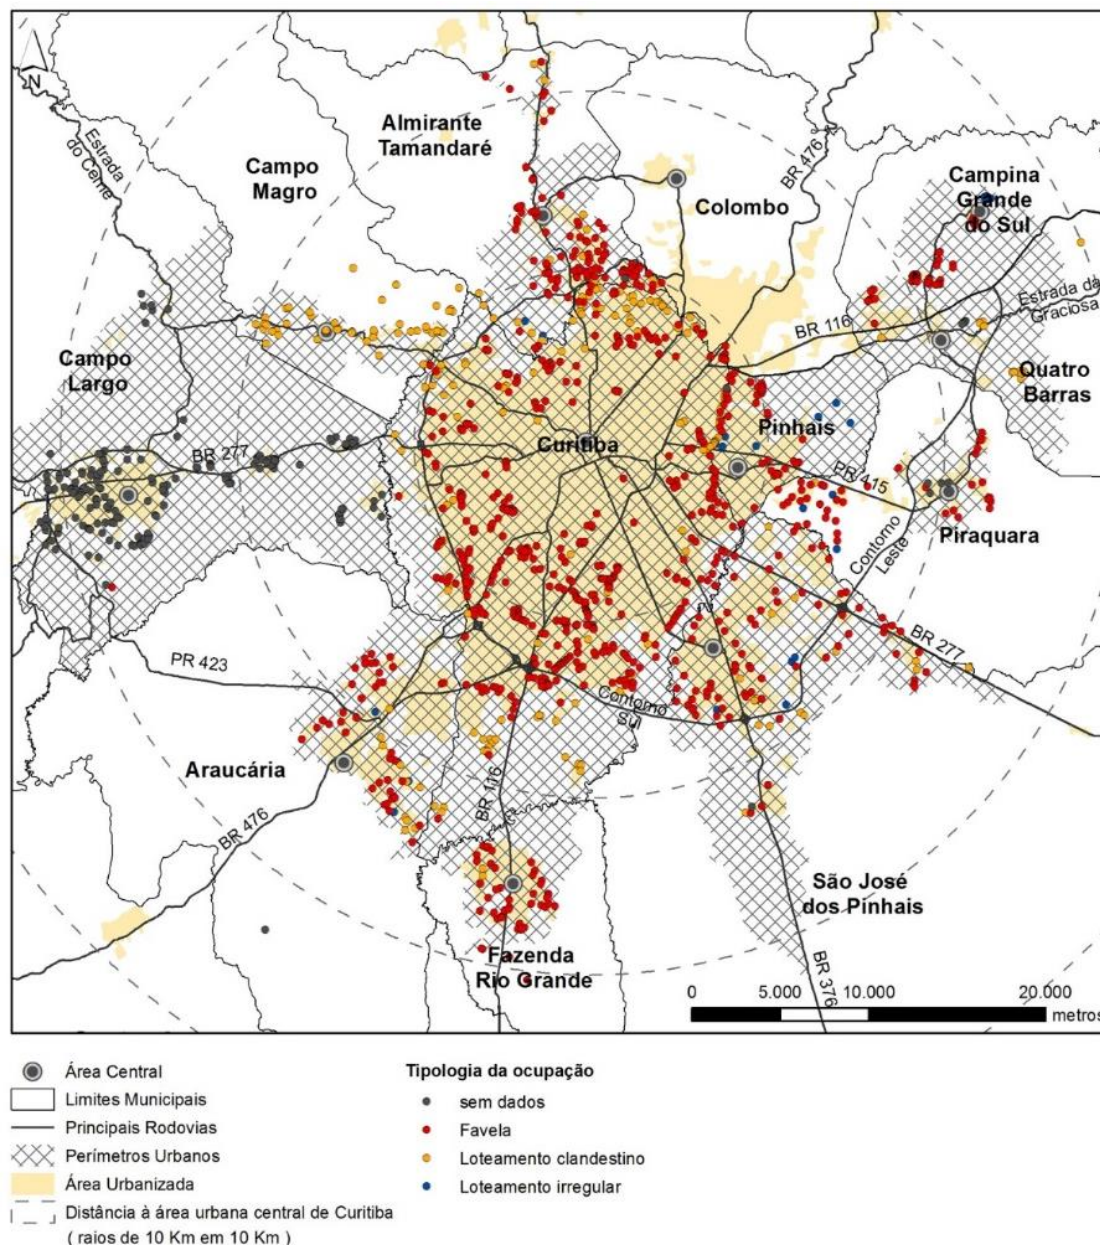 N
Estrada
do Cerne
Campo
Magro
Almirante
Tamandaré
Colombo
BR 476
Campina
Grande
do Sul
Estrada da
Graciosa
BR 116
Quatro
Barras
Campo
Largo
BR 277
Curitiba
Pinhais
PR 415
Piraquara
Contorno
Leste
BR 277
PR 423
Contorno
Sul
Araucária
BR 476
BR 116
São José
dos Pinhais
BR 376
Fazenda
Rio Grande
0 5.000 10.000 20.000
metros
Área Central
Limites Municipais
Principais Rodovias
Perímetros Urbanos
Área Urbanizada
Distância à área urbana central de Curitiba
( raios de 10 Km em 10 Km )
Tipologia da ocupação
sem dados
Favela
Loteamento clandestino
Loteamento irregular